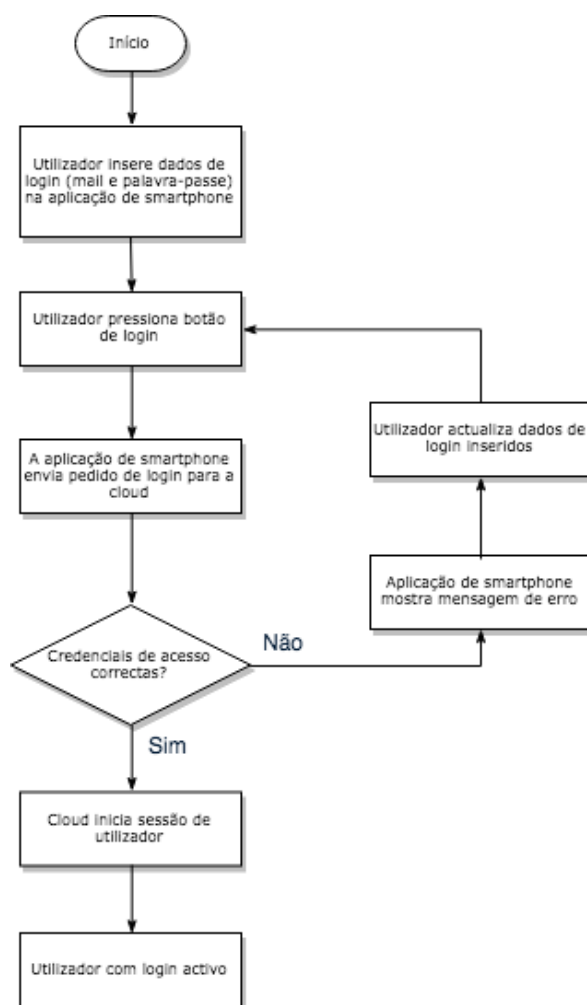 Início
Utilizador insere dados de
login (mail e palavra-passe)
na aplicação de smartphone
Utilizador pressiona botão
de login
A aplicação de smartphone
envia pedido de login para a
cloud
Credenciais de acesso
correctas?
Não
Aplicação de smartphone
mostra mensagem de erro
Utilizador actualiza dados de
login inseridos
Sim
Cloud inicia sessão de
utilizador
Utilizador com login activo